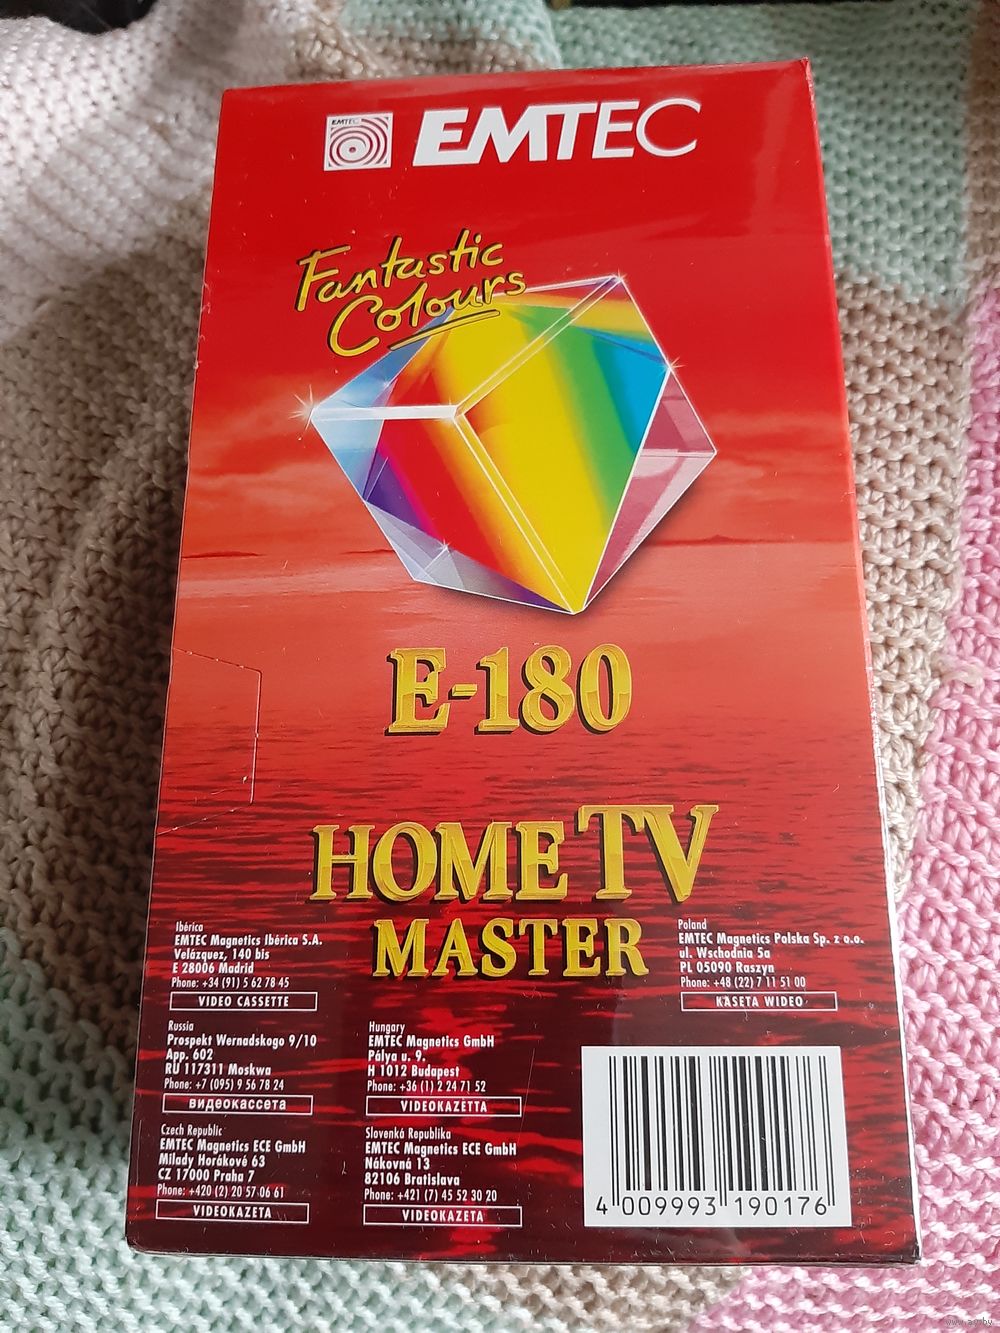 EMTEC
EMTEC
Fantastic
Colours
E-180
HOME TV
MASTER
Ibérica
EMTEC Magnetics Ibérica S.A.
Velázquez, 140 bis
E 28006 Madrid
Phone: +34 (91) 5 62 78 45
VIDEO CASSETTE
Poland
EMTEC Magnetics Polska Sp. z o.o.
ul. Wschodnia 5a
PL 05090 Raszyn
Phone: +48 (22) 7 11 51 00
KASETA WIDEO
Russia
Prospekt Wernadskogo 9/10
App. 602
RU 117311 Moskwa
Phone: +7 (095) 9 56 78 24
видеокассета
Hungary
EMTEC Magnetics GmbH
Pálya u. 9.
H 1012 Budapest
Phone: +36 (1) 2 24 71 52
VIDEOKAZETTA
Czech Republic
EMTEC Magnetics ECE GmbH
Milady Horákové 63
CZ 17000 Praha 7
Phone: +420 (2) 20 57 06 61
VIDEOKAZETA
Slovenká Republika
EMTEC Magnetics ECE GmbH
Nákovná 13
82106 Bratislava
Phone: +421 (7) 45 52 30 20
VIDEOKAZETA
4 009993 190176
www.ay.by